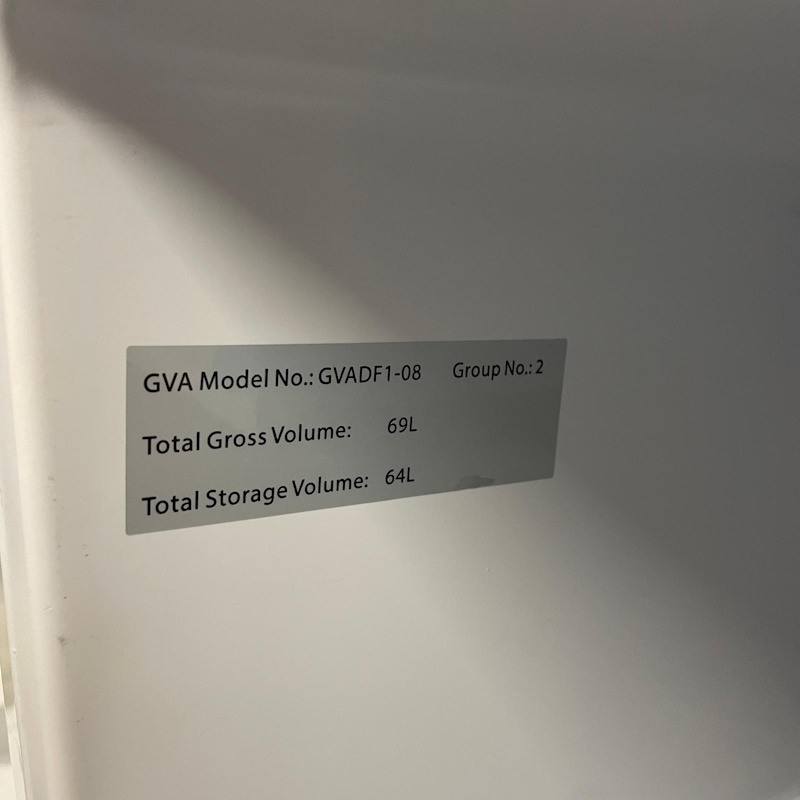 GVA Model No.: GVADF1-08 Group No.: 2
Total Gross Volume: 69L
Total Storage Volume: 64L